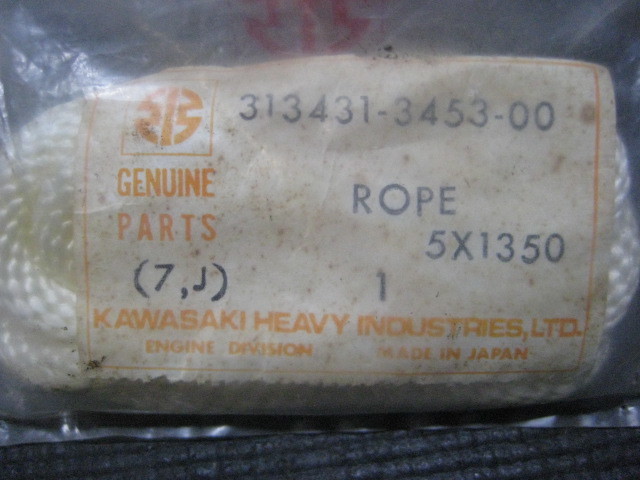 313431-3453-00
GENUINE
PARTS
ROPE
5X1350
(7,J)
1
KAWASAKI HEAVY INDUSTRIES, LTD.
ENGINE DIVISION MADE IN JAPAN